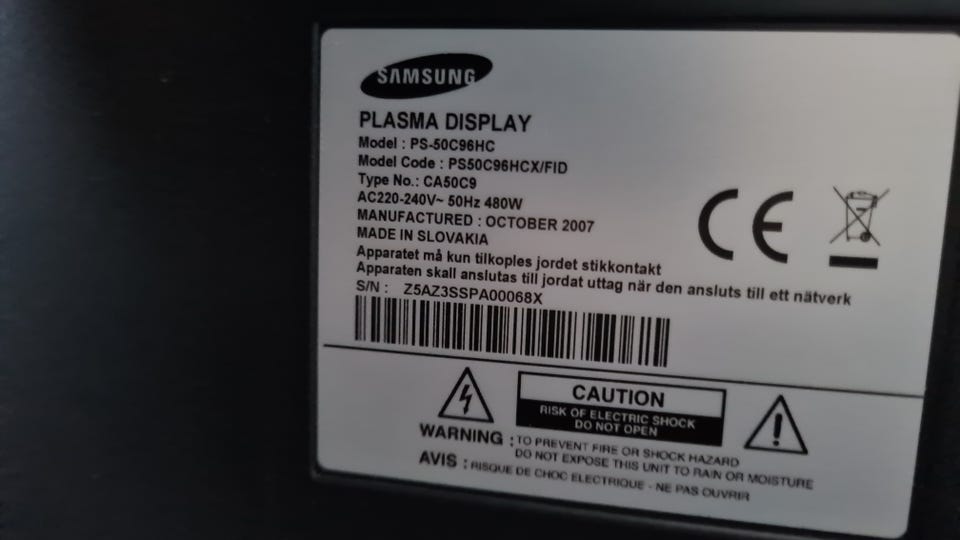 SAMSUNG
PLASMA DISPLAY
Model : PS-50C96HC
Model Code : PS50C96HCX/FID
Type No.: CA50C9
AC220-240V~ 50Hz 480W
MANUFACTURED : OCTOBER 2007
MADE IN SLOVAKIA
Apparatet må kun tilkoples jordet stikkontakt
Apparaten skall anslutas till jordat uttag när den ansluts till ett nätverk
S/N : Z5AZ3SSPA00068X
CE
CAUTION
RISK OF ELECTRIC SHOCK
DO NOT OPEN
WARNING : TO PREVENT FIRE OR SHOCK HAZARD
DO NOT EXPOSE THIS UNIT TO RAIN OR MOISTURE
AVIS : RISQUE DE CHOC ELECTRIQUE - NE PAS OUVRIR